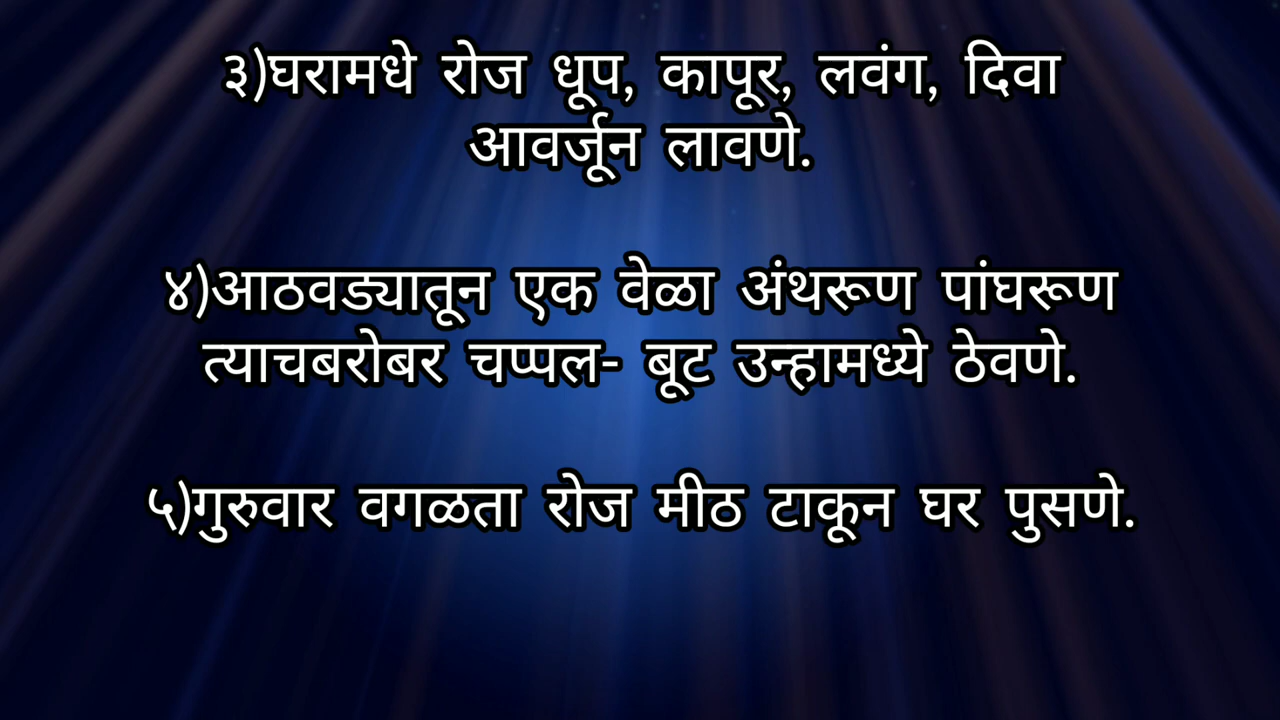 ३)घरामधे रोज धूप, कापूर, लवंग, दिवा
आवर्जून लावणे.
४)आठवड्यातून एक वेळा अंथरूण पांघरूण
त्याचबरोबर चप्पल- बूट उन्हामध्ये ठेवणे.
५)गुरुवार वगळता रोज मीठ टाकून घर पुसणे.